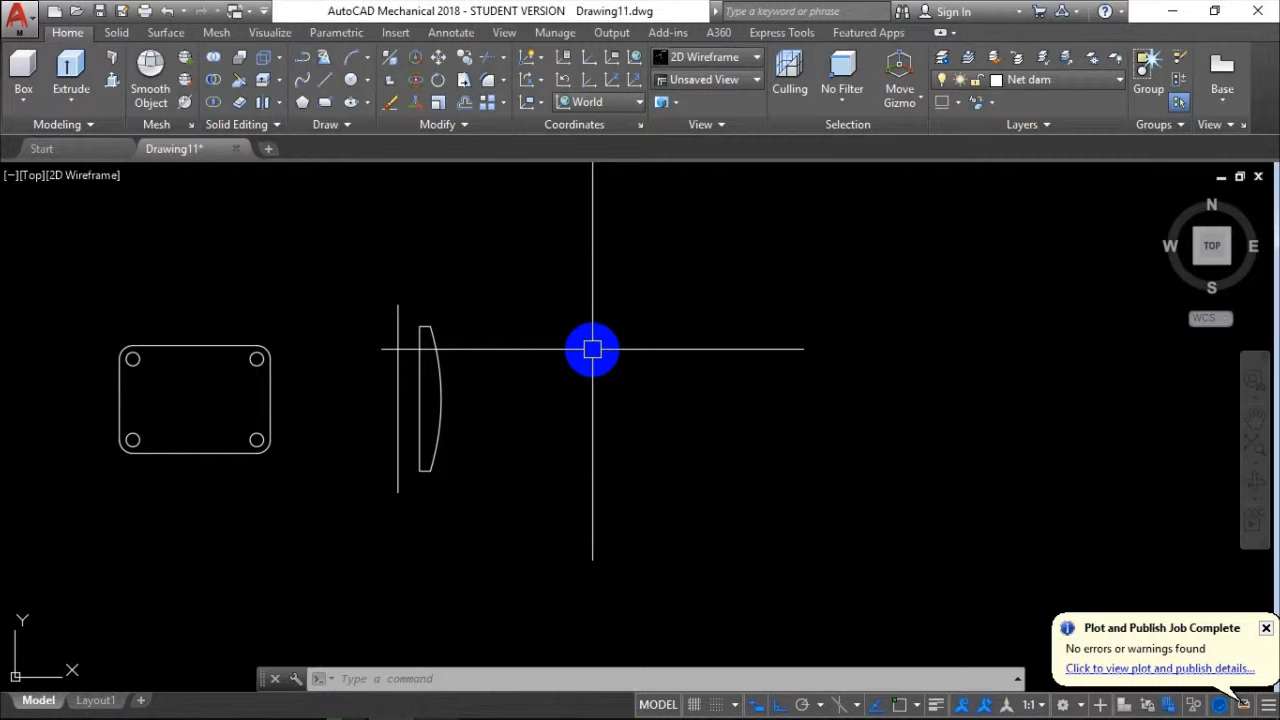 AutoCAD Mechanical 2018 - STUDENT VERSION Drawing11.dwg
Type a keyword or phrase
Sign In
M
Home Solid Surface Mesh Visualize Parametric Insert Annotate View Manage Output Add-ins A360 Express Tools Featured Apps
Box
Extrude
Smooth
Object
2D Wireframe
Unsaved View
World
Culling
No Filter
Move
Gizmo
Net dam
Group
Base
Modeling Mesh Solid Editing Draw Modify Coordinates View Selection Layers Groups View
Start Drawing11*
[−][Top][2D Wireframe]
N
W TOP E
S
WCS
Y
X
Plot and Publish Job Complete
No errors or warnings found
Click to view plot and publish details...
Type a command
Model Layout1 MODEL 1:1